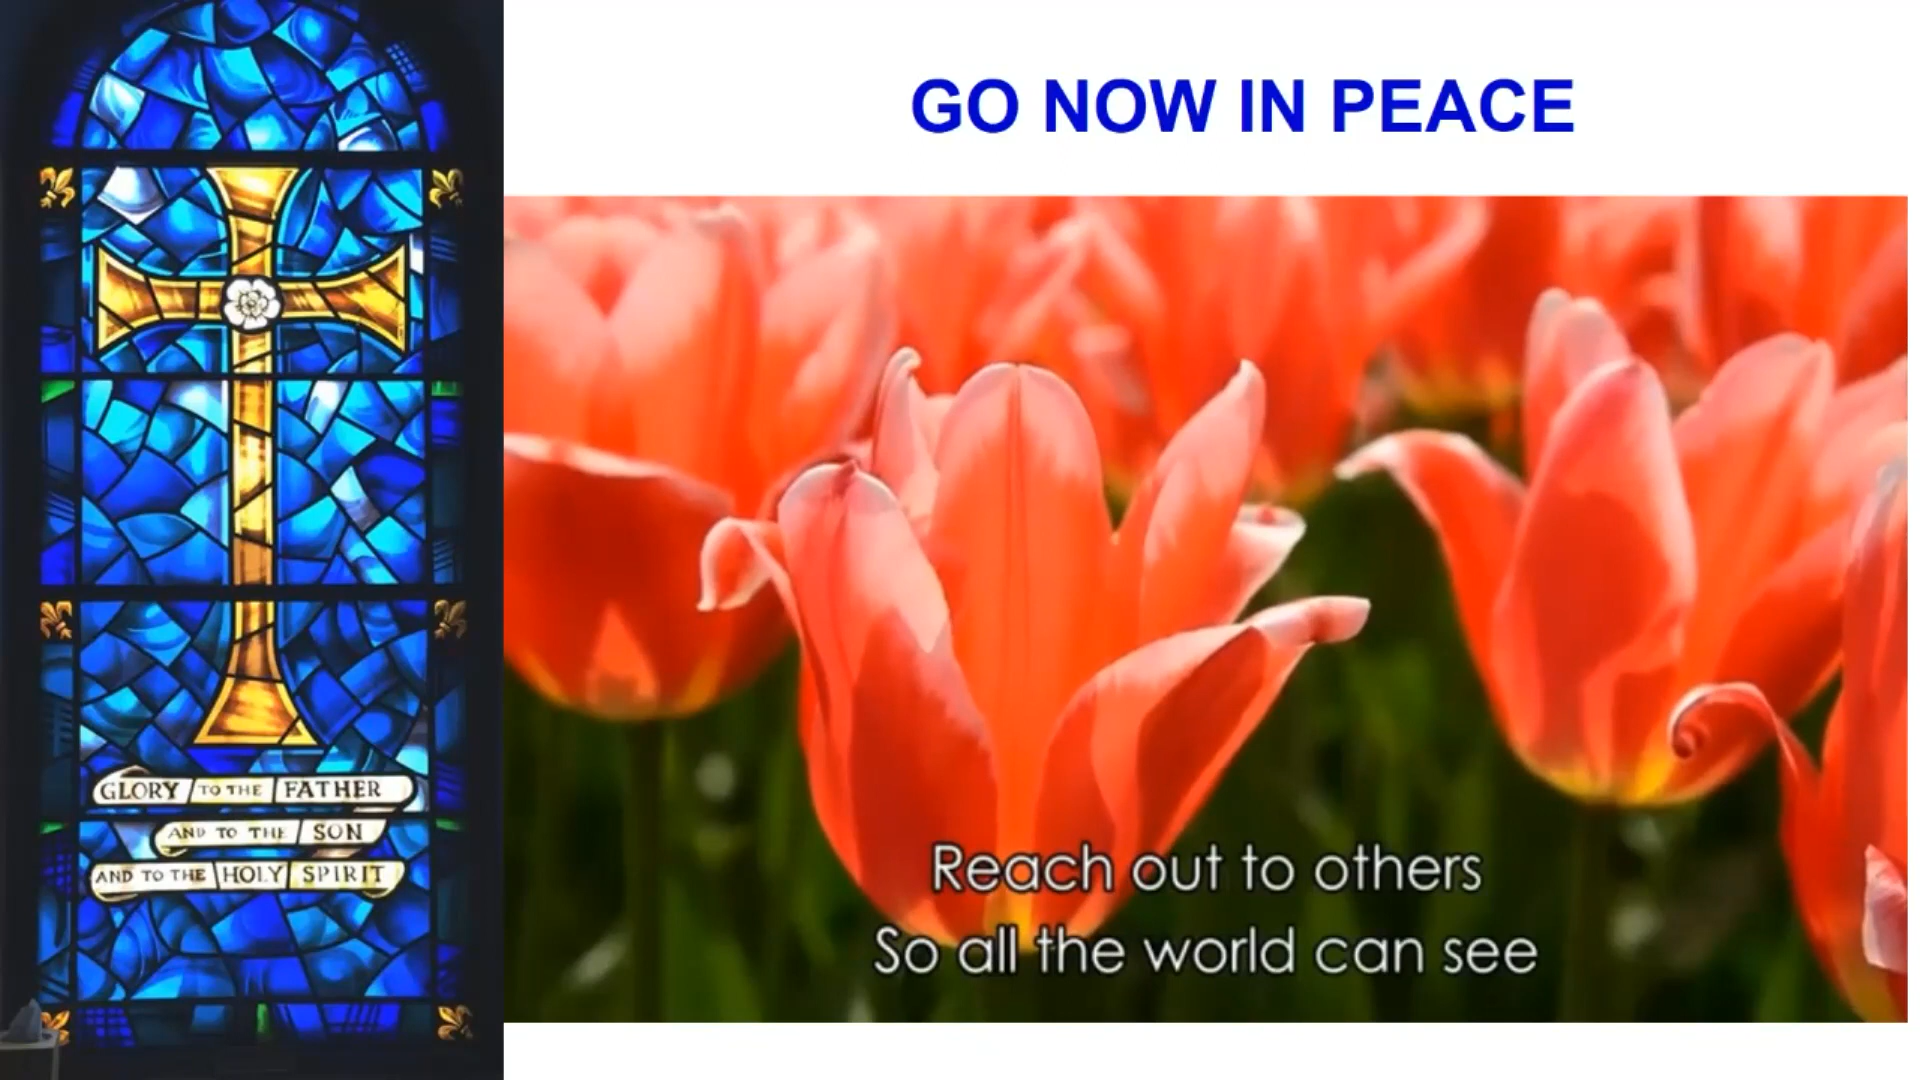 GO NOW IN PEACE
GLORY TO THE FATHER
AND TO THE SON
AND TO THE HOLY SPIRIT
Reach out to others
So all the world can see